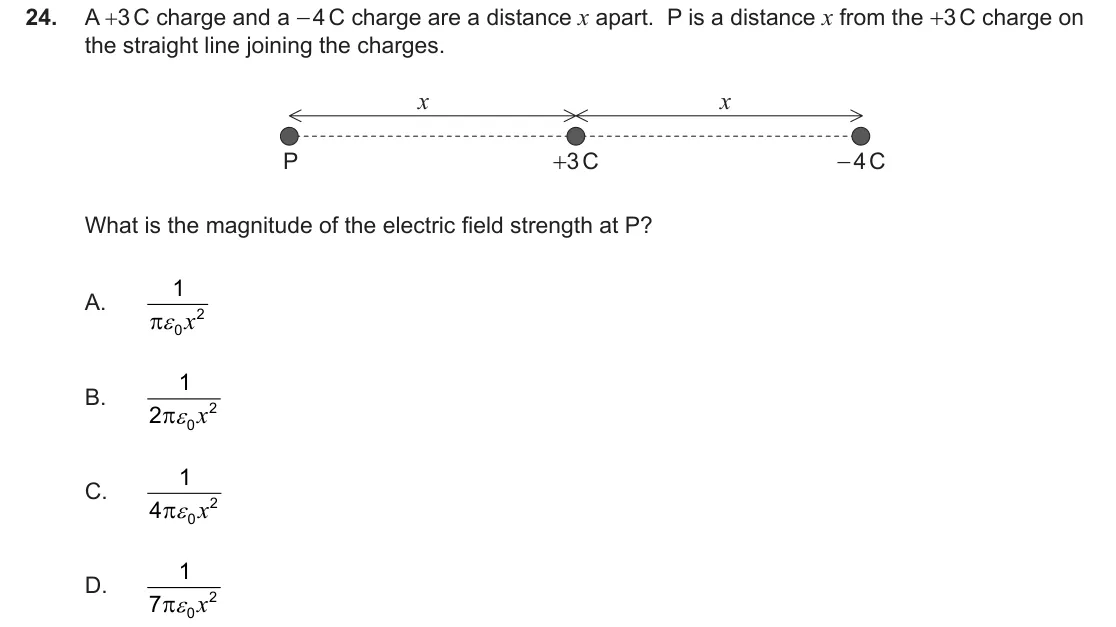 24. A +3 C charge and a −4 C charge are a distance x apart. P is a distance x from the +3 C charge on
the straight line joining the charges.
x x
P +3 C −4 C
What is the magnitude of the electric field strength at P?
A. 1/(πε₀x²)
B. 1/(2πε₀x²)
C. 1/(4πε₀x²)
D. 1/(7πε₀x²)